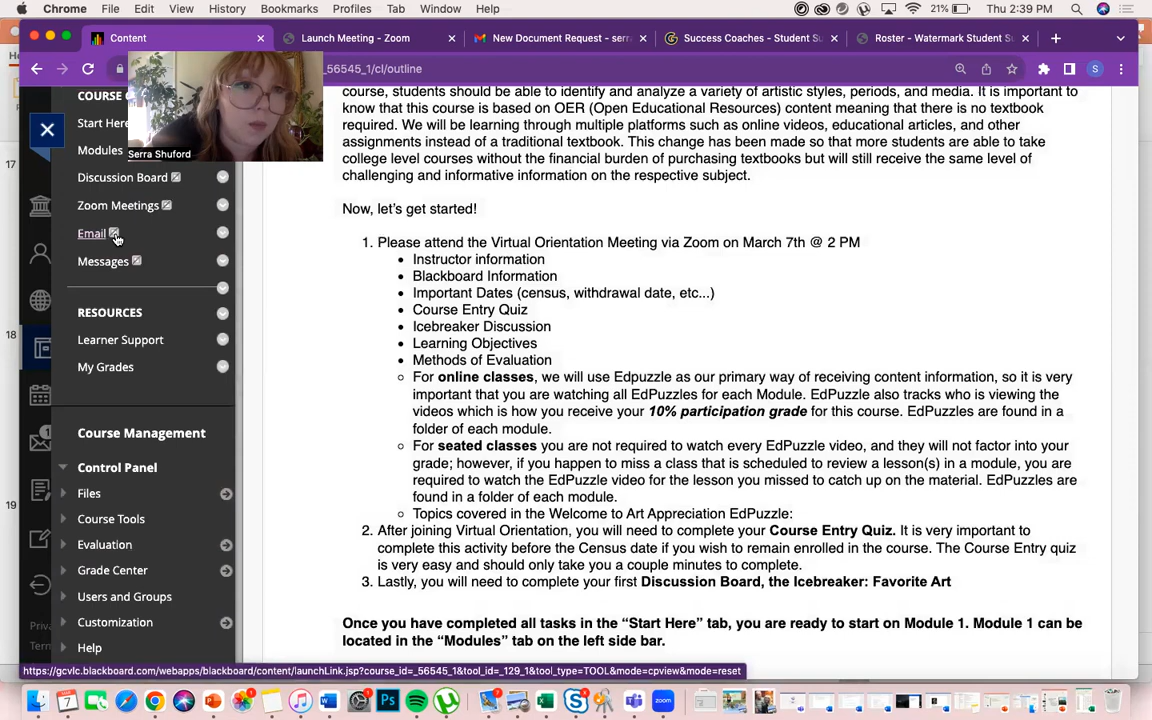 Chrome File Edit View History Bookmarks Profiles Tab Window Help 21% Thu 2:39 PM
Content Launch Meeting - Zoom New Document Request - serra Success Coaches - Student Su Roster - Watermark Student Su
_56545_1/cl/outline S
COURSE
Start Here
Modules
Discussion Board
Zoom Meetings
Email
Messages
RESOURCES
Learner Support
My Grades
Course Management
Control Panel
Files
Course Tools
Evaluation
Grade Center
Users and Groups
Customization
Help
Serra Shuford
17
18
19
course, students should be able to identify and analyze a variety of artistic styles, periods, and media. It is important to
know that this course is based on OER (Open Educational Resources) content meaning that there is no textbook
required. We will be learning through multiple platforms such as online videos, educational articles, and other
assignments instead of a traditional textbook. This change has been made so that more students are able to take
college level courses without the financial burden of purchasing textbooks but will still receive the same level of
challenging and informative information on the respective subject.
Now, let's get started!
1. Please attend the Virtual Orientation Meeting via Zoom on March 7th @ 2 PM
• Instructor information
• Blackboard Information
• Important Dates (census, withdrawal date, etc...)
• Course Entry Quiz
• Icebreaker Discussion
• Learning Objectives
• Methods of Evaluation
○ For online classes, we will use Edpuzzle as our primary way of receiving content information, so it is very
important that you are watching all EdPuzzles for each Module. EdPuzzle also tracks who is viewing the
videos which is how you receive your 10% participation grade for this course. EdPuzzles are found in a
folder of each module.
○ For seated classes you are not required to watch every EdPuzzle video, and they will not factor into your
grade; however, if you happen to miss a class that is scheduled to review a lesson(s) in a module, you are
required to watch the EdPuzzle video for the lesson you missed to catch up on the material. EdPuzzles are
found in a folder of each module.
○ Topics covered in the Welcome to Art Appreciation EdPuzzle:
2. After joining Virtual Orientation, you will need to complete your Course Entry Quiz. It is very important to
complete this activity before the Census date if you wish to remain enrolled in the course. The Course Entry quiz
is very easy and should only take you a couple minutes to complete.
3. Lastly, you will need to complete your first Discussion Board, the Icebreaker: Favorite Art
Once you have completed all tasks in the “Start Here” tab, you are ready to start on Module 1. Module 1 can be
located in the “Modules” tab on the left side bar.
https://gcvlc.blackboard.com/webapps/blackboard/content/launchLink.jsp?course_id=_56545_1&tool_id=_129_1&tool_type=TOOL&mode=cpview&mode=reset